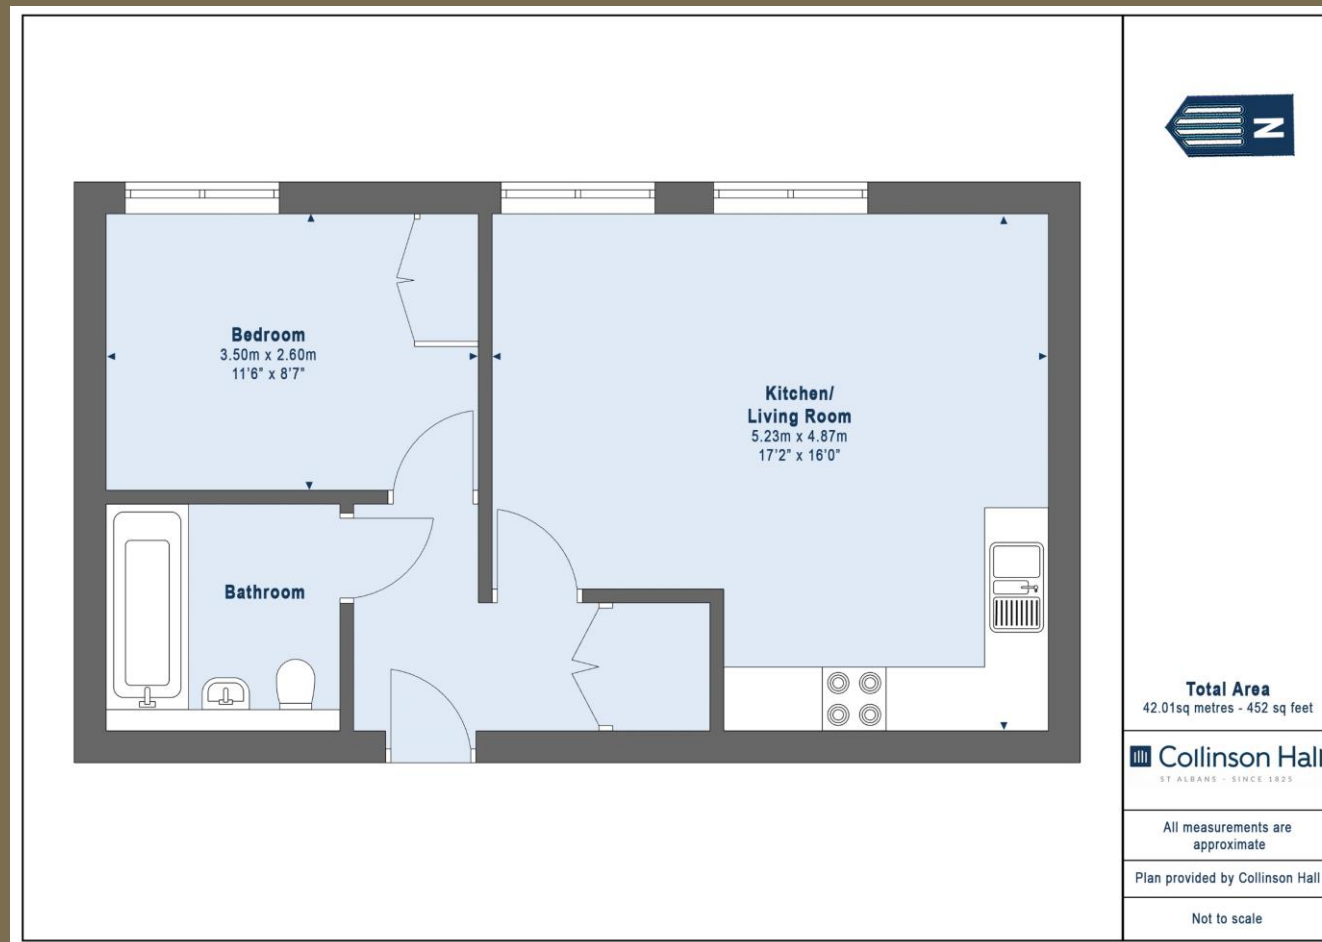 Bedroom
3.50m x 2.60m
11'6" x 8'7"
Kitchen/
Living Room
5.23m x 4.87m
17'2" x 16'0"
Bathroom
N
Total Area
42.01sq metres - 452 sq feet
Collinson Hall
ST ALBANS - SINCE 1825
All measurements are
approximate
Plan provided by Collinson Hall
Not to scale